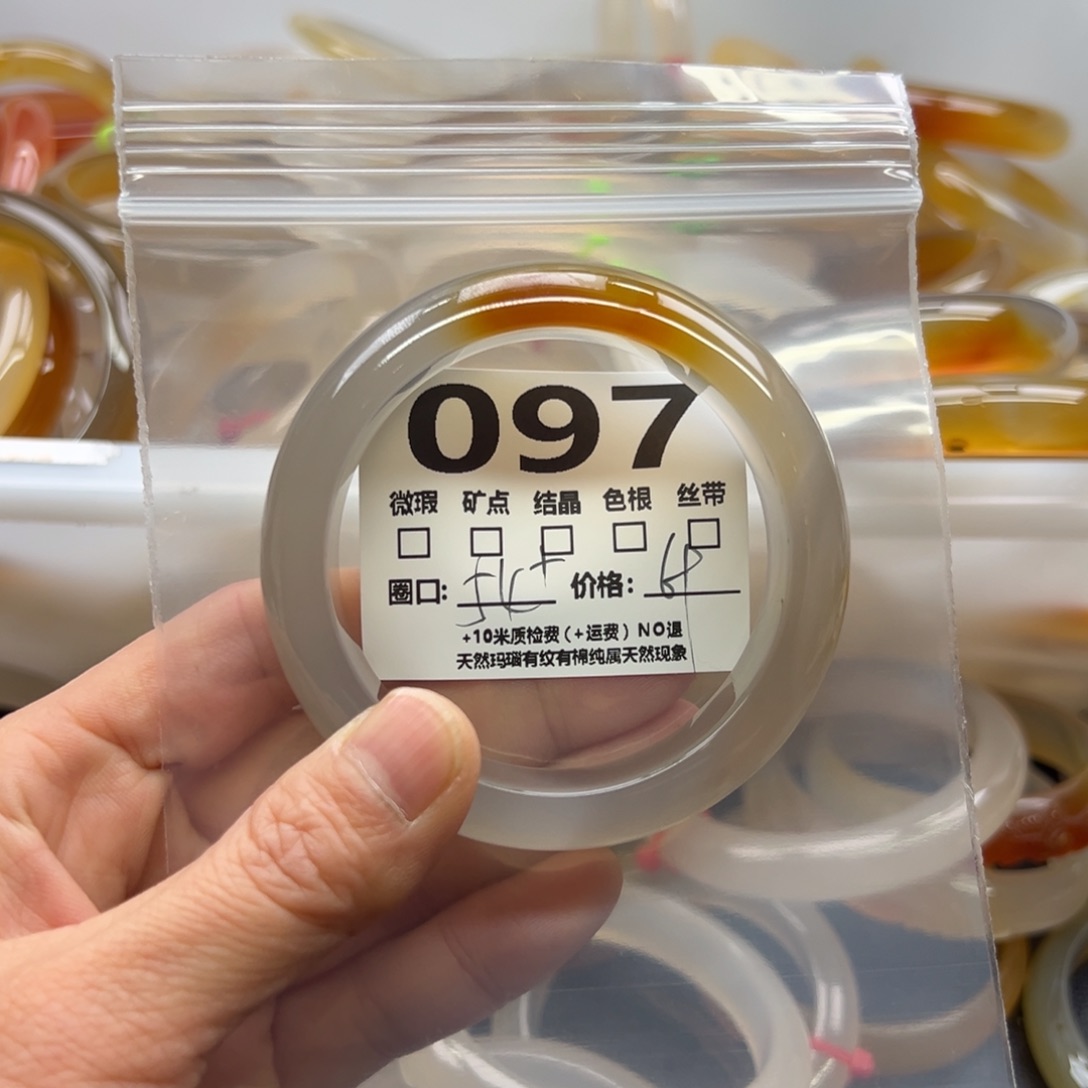 097
微瑕 矿点 结晶 色根 丝带
圈口: 价格:
+10米质检费(+运费)NO退
天然玛瑙有纹有棉纯属天然现象